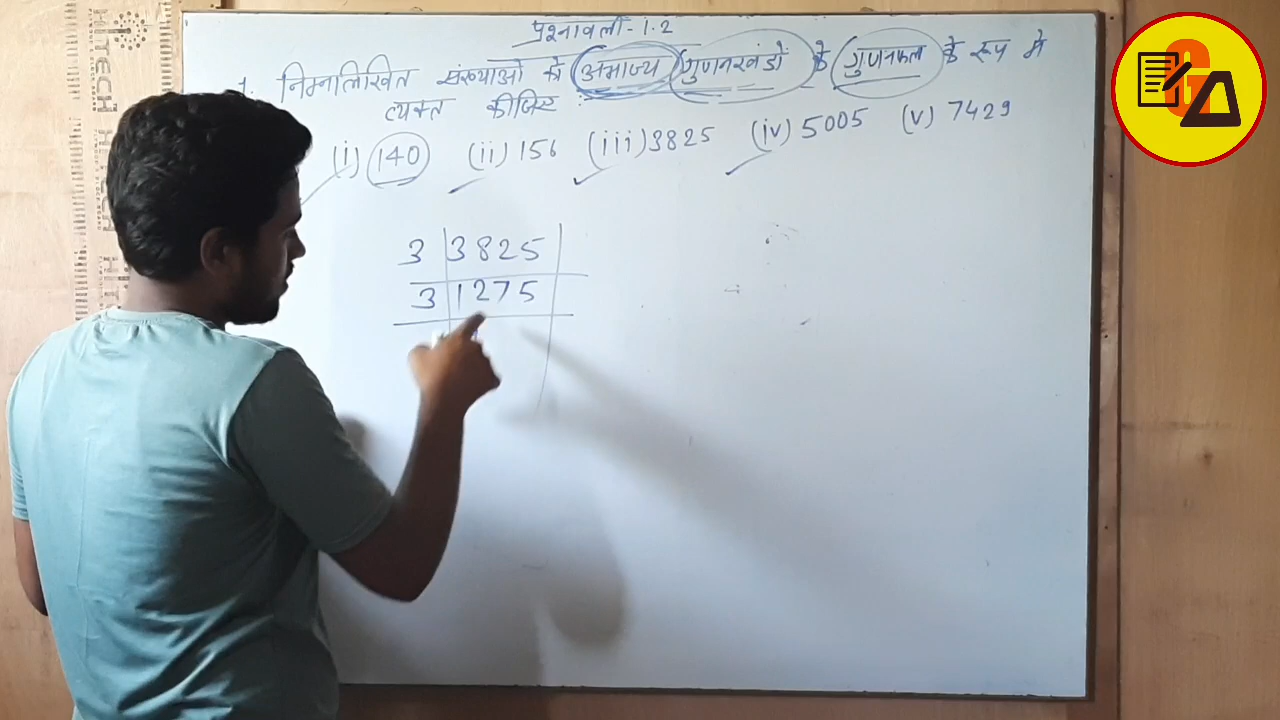 प्रश्नावली-1.2
1. निम्नलिखित संख्याओं को अभाज्य गुणनखंडों के गुणनफल के रूप में
व्यक्त कीजिए :
(i) 140 (ii) 156 (iii) 3825 (iv) 5005 (v) 7429
3 3825
3 1275